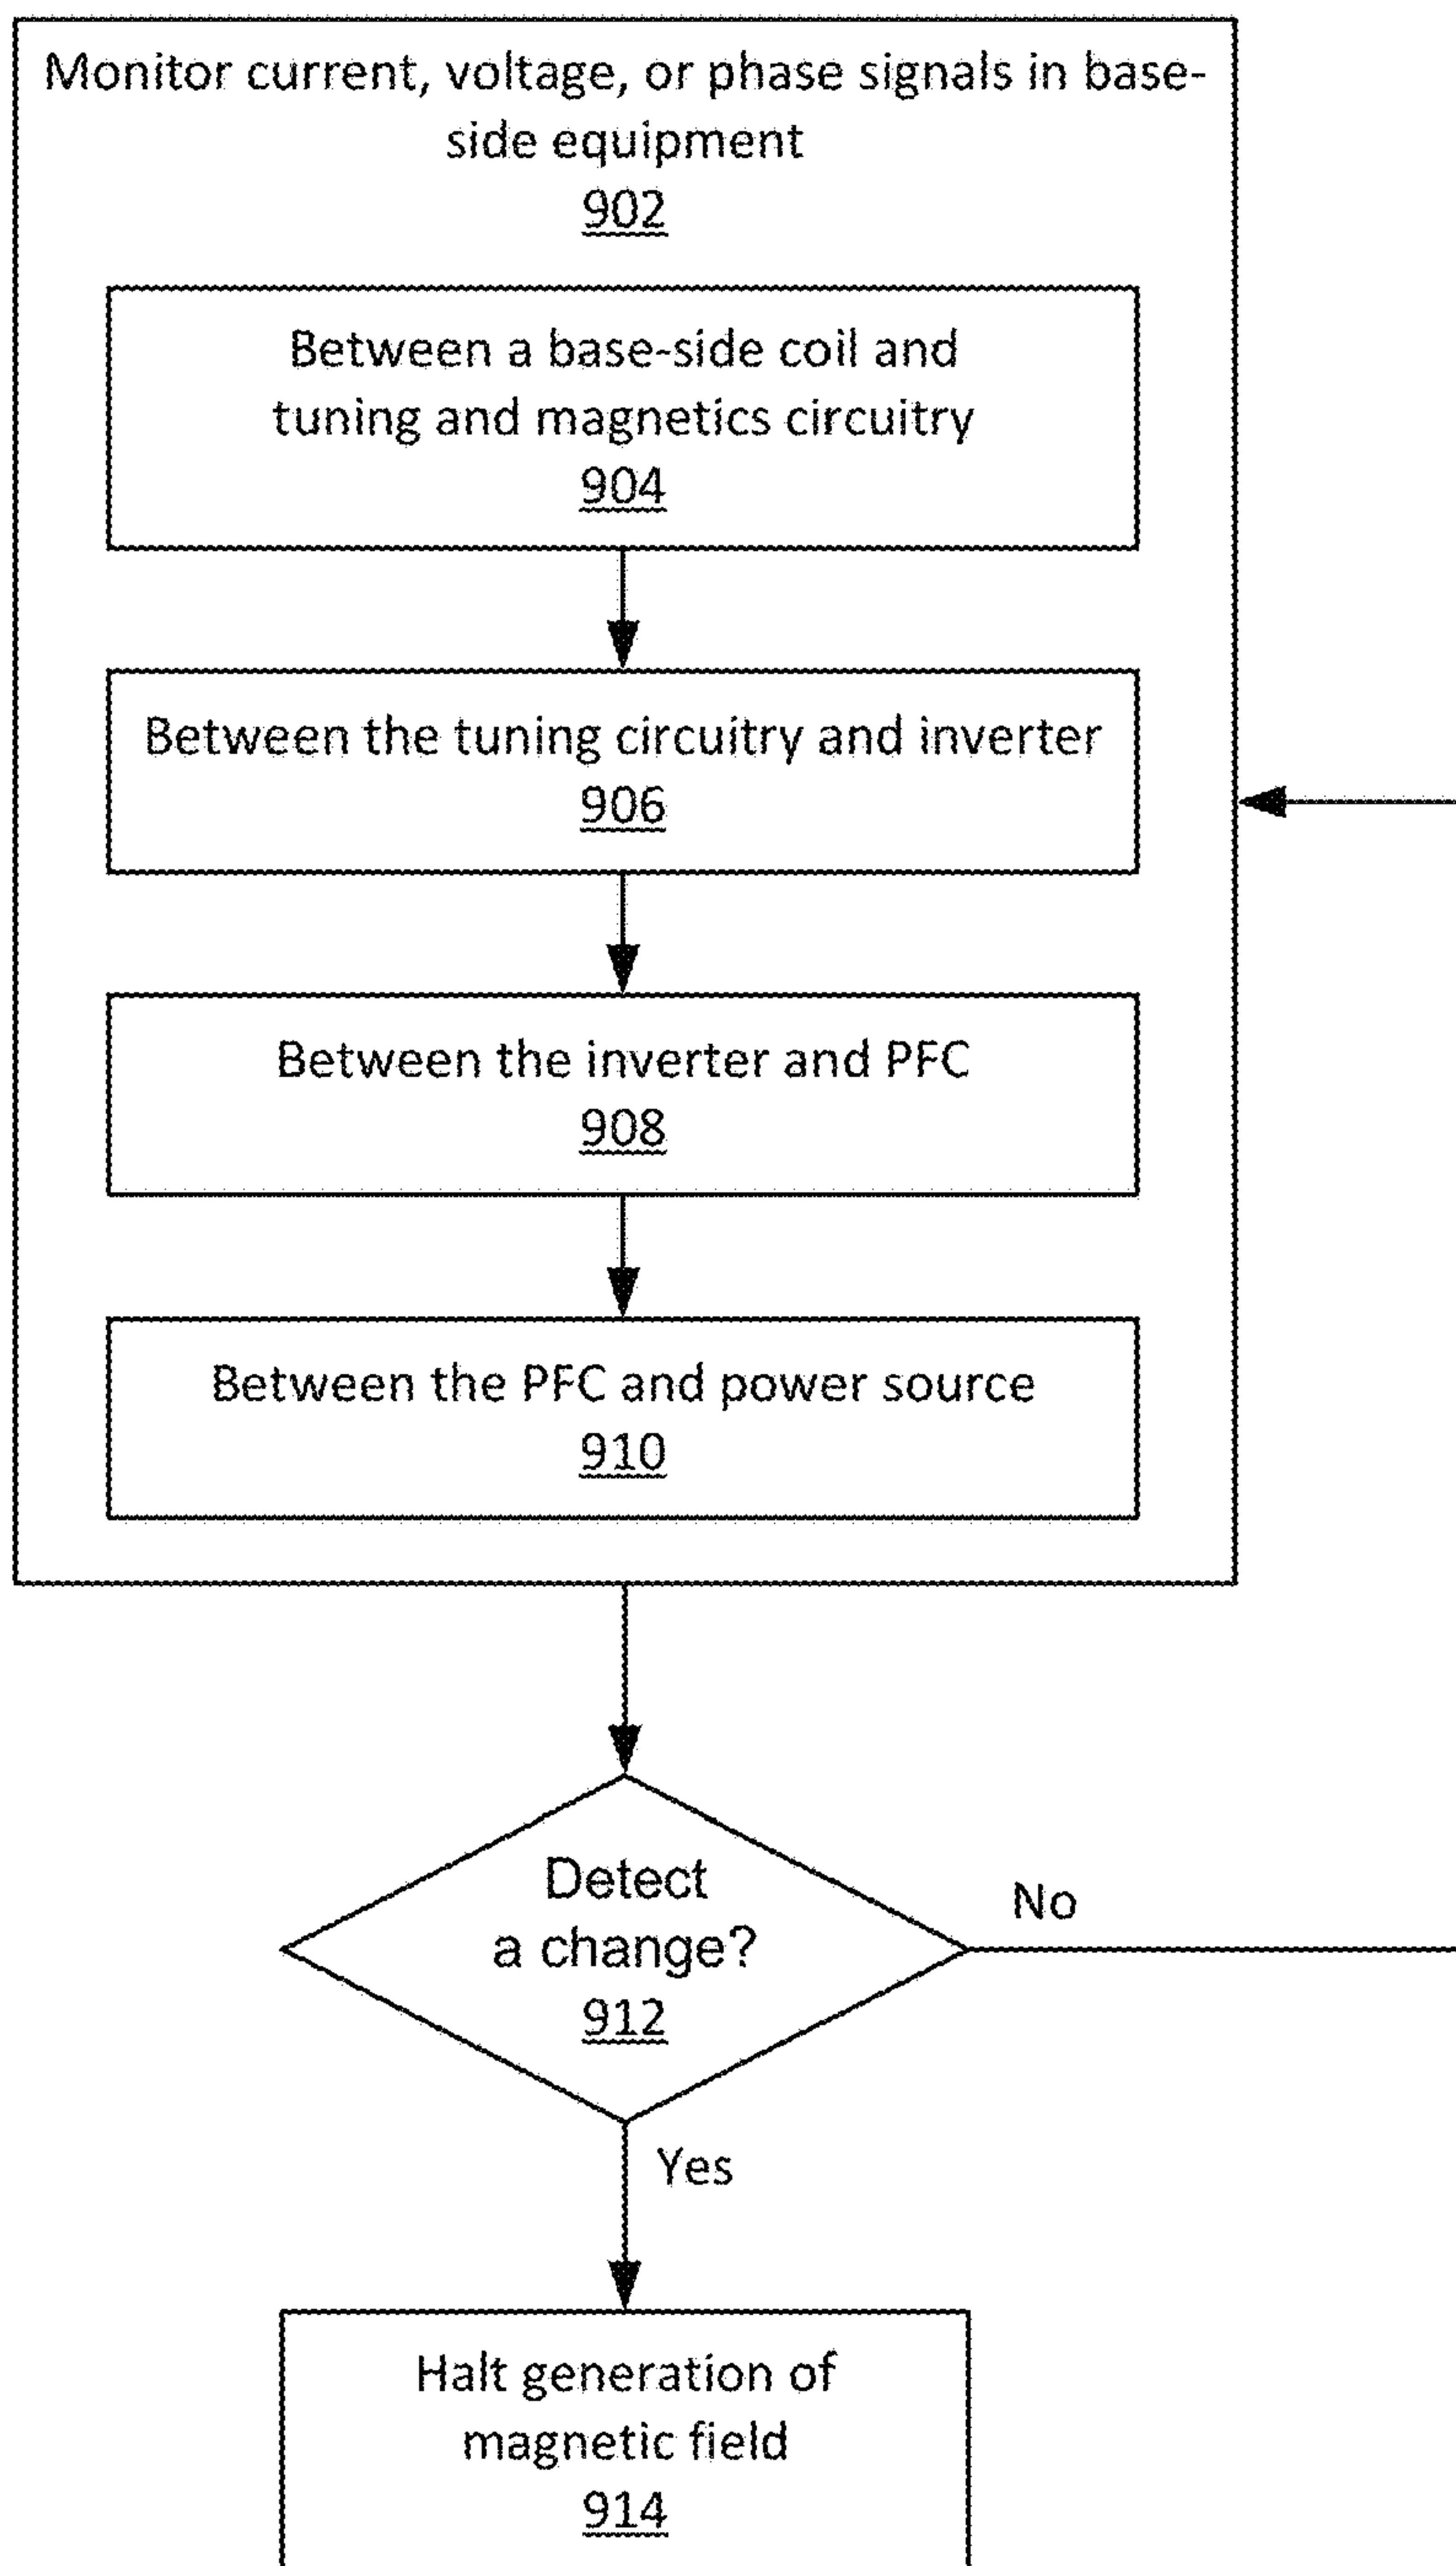 Monitor current, voltage, or phase signals in base-
side equipment
902
Between a base-side coil and
tuning and magnetics circuitry
904
Between the tuning circuitry and inverter
906
Between the inverter and PFC
908
Between the PFC and power source
910
Detect
a change?
912
No
Yes
Halt generation of
magnetic field
914